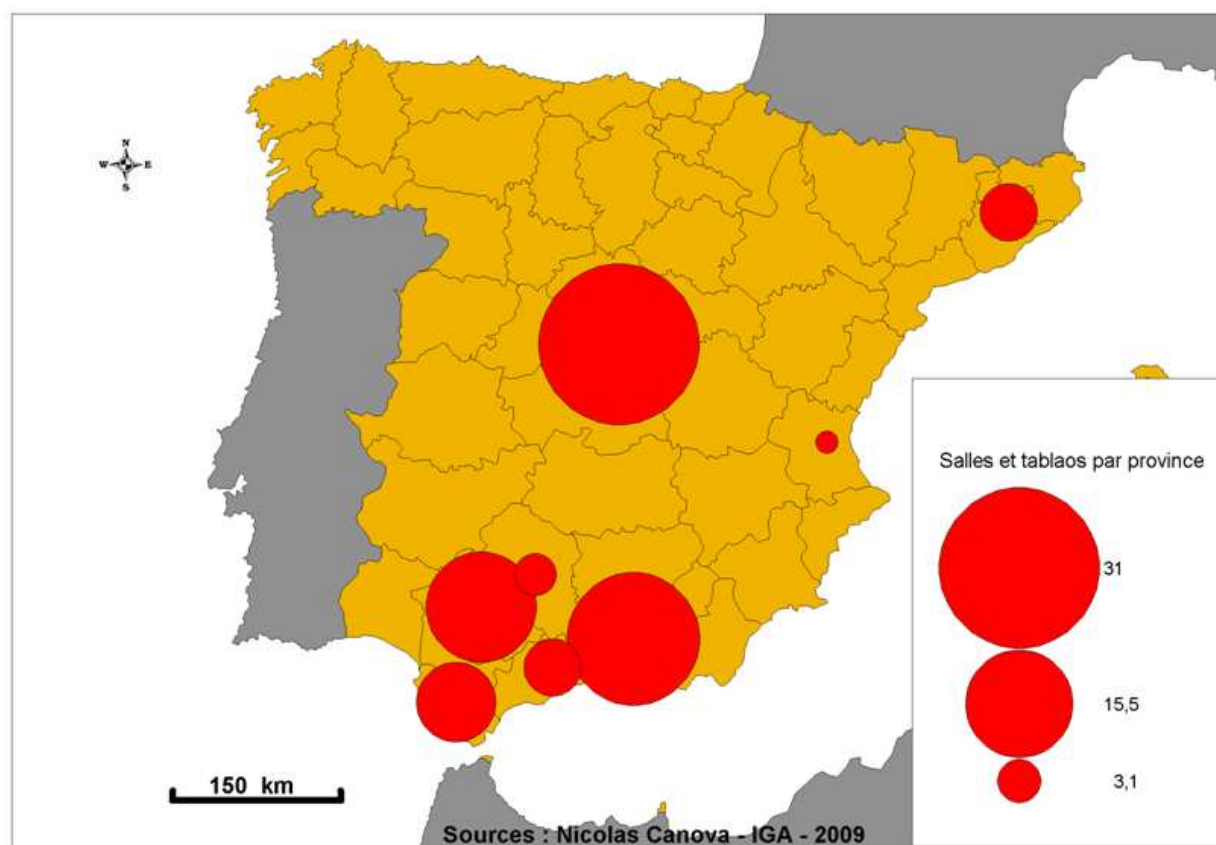 N
W E
S
Salles et tablaos par province
31
15,5
3,1
150 km
Sources : Nicolas Canova - IGA - 2009